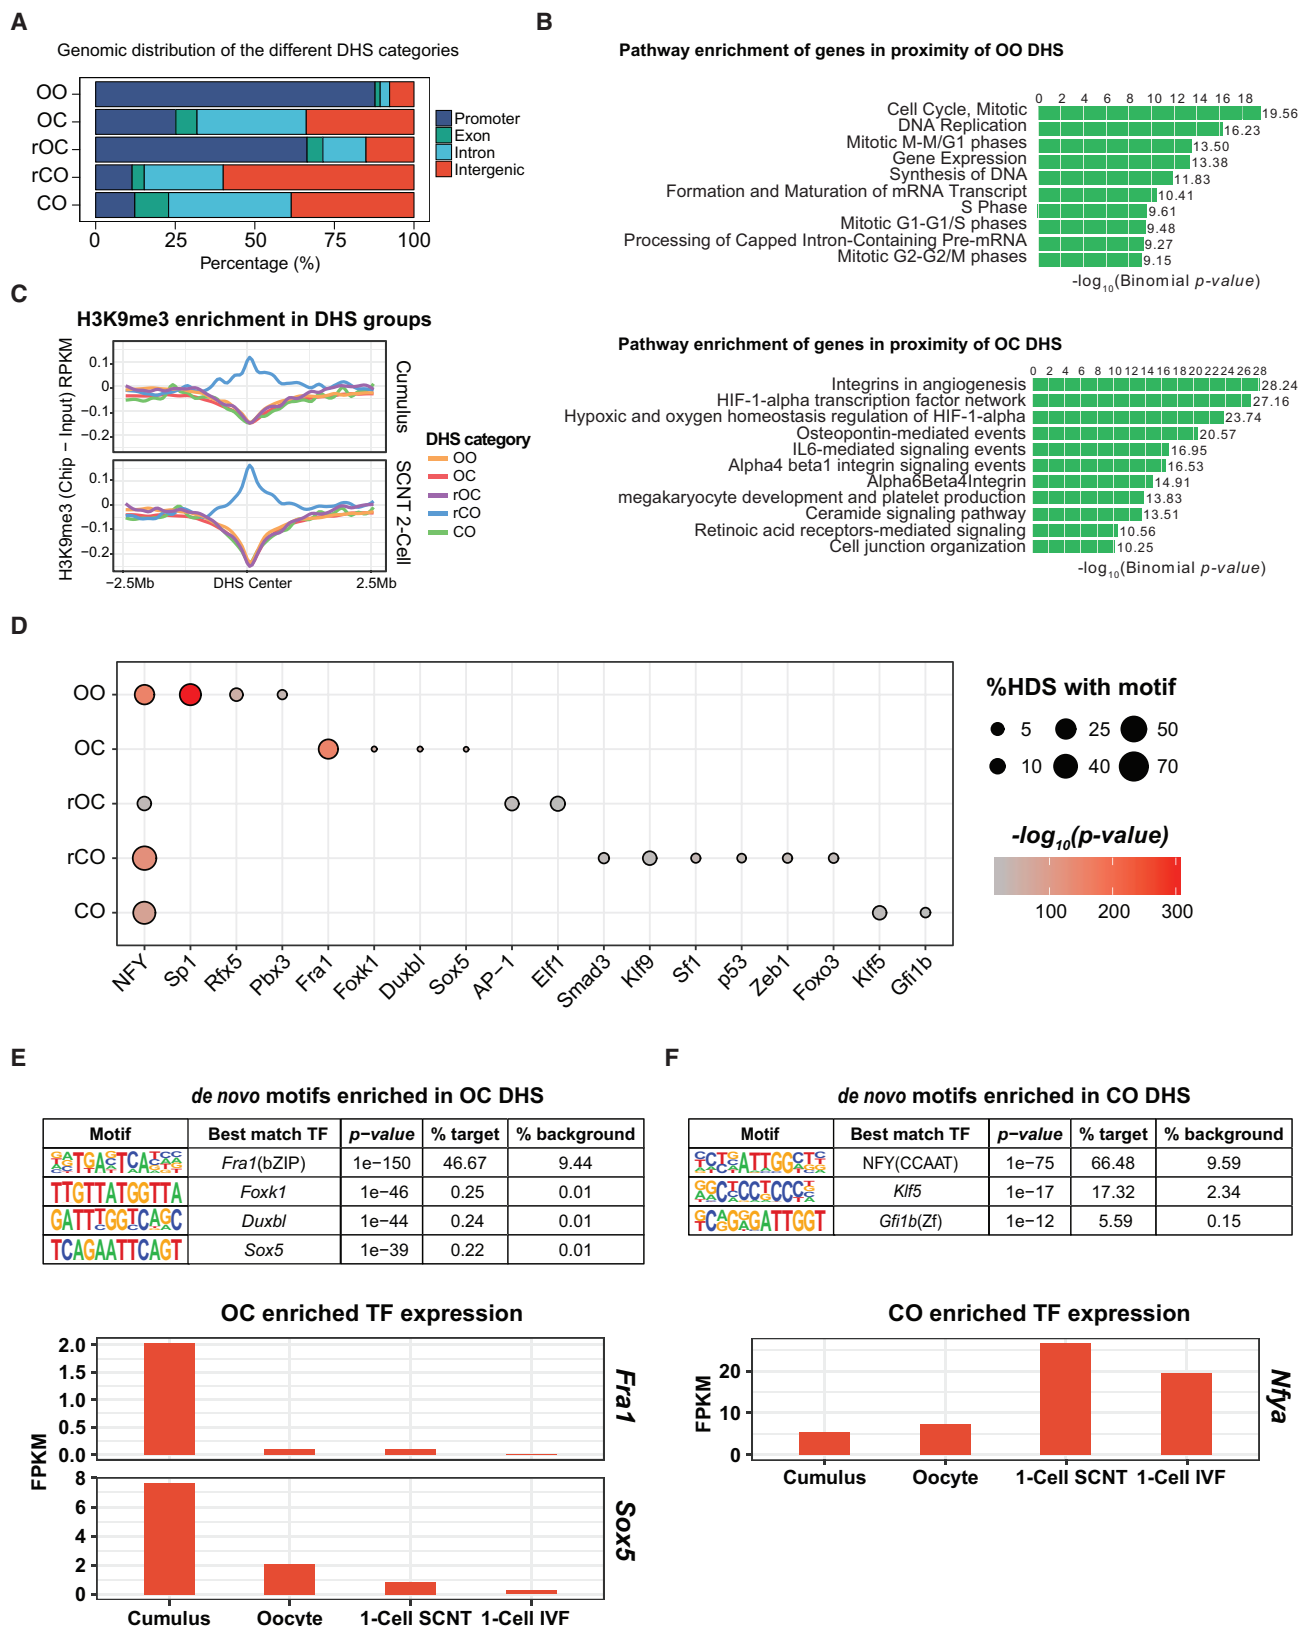 A
Genomic distribution of the different DHS categories
OO
OC
rOC
rCO
CO
0 25 50 75 100
Percentage (%)
Promoter
Exon
Intron
Intergenic
B
Pathway enrichment of genes in proximity of OO DHS
0 2 4 6 8 10 12 14 16 18
Cell Cycle, Mitotic 19.56
DNA Replication 16.23
Mitotic M-M/G1 phases 13.50
Gene Expression 13.38
Synthesis of DNA 11.83
Formation and Maturation of mRNA Transcript 10.41
S Phase 9.61
Mitotic G1-G1/S phases 9.48
Processing of Capped Intron-Containing Pre-mRNA 9.27
Mitotic G2-G2/M phases 9.15
-log10(Binomial p-value)
Pathway enrichment of genes in proximity of OC DHS
0 2 4 6 8 10 12 14 16 18 20 22 24 26 28
Integrins in angiogenesis 28.24
HIF-1-alpha transcription factor network 27.16
Hypoxic and oxygen homeostasis regulation of HIF-1-alpha 23.74
Osteopontin-mediated events 20.57
IL6-mediated signaling events 16.95
Alpha4 beta1 integrin signaling events 16.53
Alpha6Beta4Integrin 14.91
megakaryocyte development and platelet production 13.83
Ceramide signaling pathway 13.51
Retinoic acid receptors-mediated signaling 10.56
Cell junction organization 10.25
-log10(Binomial p-value)
C
H3K9me3 enrichment in DHS groups
H3K9me3 (Chip − Input) RPKM
0.1
0
−0.1
−0.2
Cumulus
0.1
0
−0.1
−0.2
SCNT 2-Cell
−2.5Mb DHS Center 2.5Mb
DHS category
OO
OC
rOC
rCO
CO
D
OO
OC
rOC
rCO
CO
NFY Sp1 Rfx5 Pbx3 Fra1 Foxk1 Duxbl Sox5 AP−1 Elf1 Smad3 Klf9 Sf1 p53 Zeb1 Foxo3 Klf5 Gfi1b
%HDS with motif
5 25 50
10 40 70
-log10(p-value)
100 200 300
E
de novo motifs enriched in OC DHS
Motif Best match TF p−value % target % background
Fra1(bZIP) 1e−150 46.67 9.44
TTGTTATGGTTA Foxk1 1e−46 0.25 0.01
GATTTGGTCAGC Duxbl 1e−44 0.24 0.01
TCAGAATTCAGT Sox5 1e−39 0.22 0.01
OC enriched TF expression
FPKM
2.0
1.5
1.0
0.5
0.0
Fra1
8
6
4
2
0
Sox5
Cumulus Oocyte 1-Cell SCNT 1-Cell IVF
F
de novo motifs enriched in CO DHS
Motif Best match TF p−value % target % background
NFY(CCAAT) 1e−75 66.48 9.59
Klf5 1e−17 17.32 2.34
Gfi1b(Zf) 1e−12 5.59 0.15
CO enriched TF expression
FPKM
20
10
0
Nfya
Cumulus Oocyte 1-Cell SCNT 1-Cell IVF